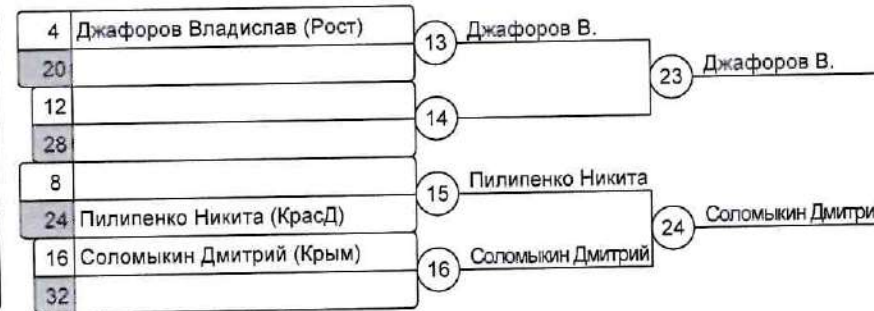 4 Джафоров Владислав (Рост)
20
12
28
8
24 Пилипенко Никита (КрасД)
16 Соломыкин Дмитрий (Крым)
32
13 Джафоров В.
14
15 Пилипенко Никита
16 Соломыкин Дмитрий
23 Джафоров В.
24 Соломыкин Дмитри